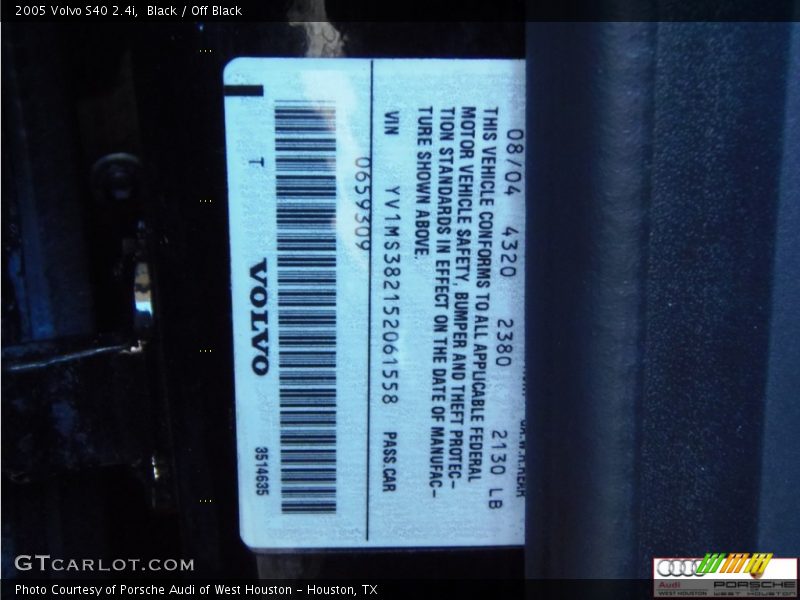 2005 Volvo S40 2.4i, Black / Off Black
08/04 4320 2380 2130 LB
THIS VEHICLE CONFORMS TO ALL APPLICABLE FEDERAL
MOTOR VEHICLE SAFETY, BUMPER AND THEFT PROTEC-
TION STANDARDS IN EFFECT ON THE DATE OF MANUFAC-
TURE SHOWN ABOVE.
VIN YV1MS382152061558 PASS.CAR
0659309
T VOLVO 3514635
GTCARLOT.COM
Photo Courtesy of Porsche Audi of West Houston - Houston, TX
Audi
WEST HOUSTON
PORSCHE
WEST HOUSTON